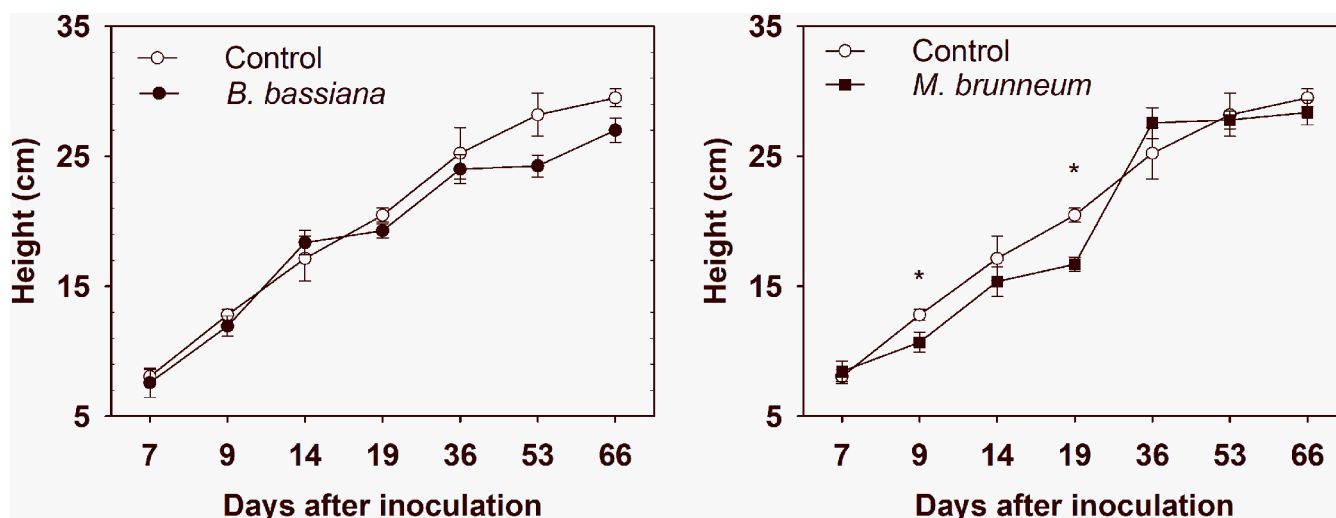 35
25
15
5
Height (cm)
Control
B. bassiana
7 9 14 19 36 53 66
Days after inoculation
35
25
15
5
Height (cm)
Control
M. brunneum
*
*
7 9 14 19 36 53 66
Days after inoculation